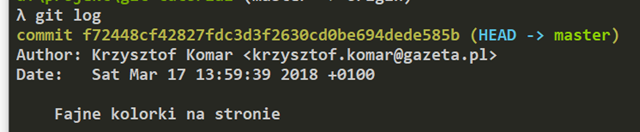 λ git log
commit f72448cf42827fdc3d3f2630cd0be694dede585b (HEAD -> master)
Author: Krzysztof Komar <krzysztof.komar@gazeta.pl>
Date:   Sat Mar 17 13:59:39 2018 +0100
    Fajne kolorki na stronie